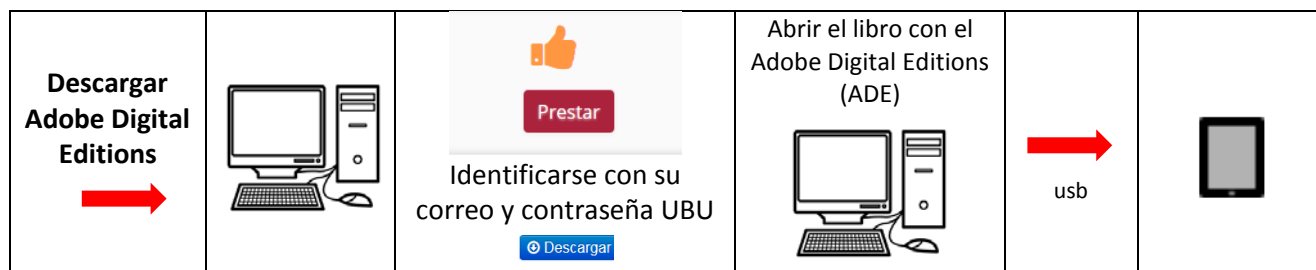 Descargar
Adobe Digital
Editions
Prestar
Identificarse con su
correo y contraseña UBU
Descargar
Abrir el libro con el
Adobe Digital Editions
(ADE)
usb